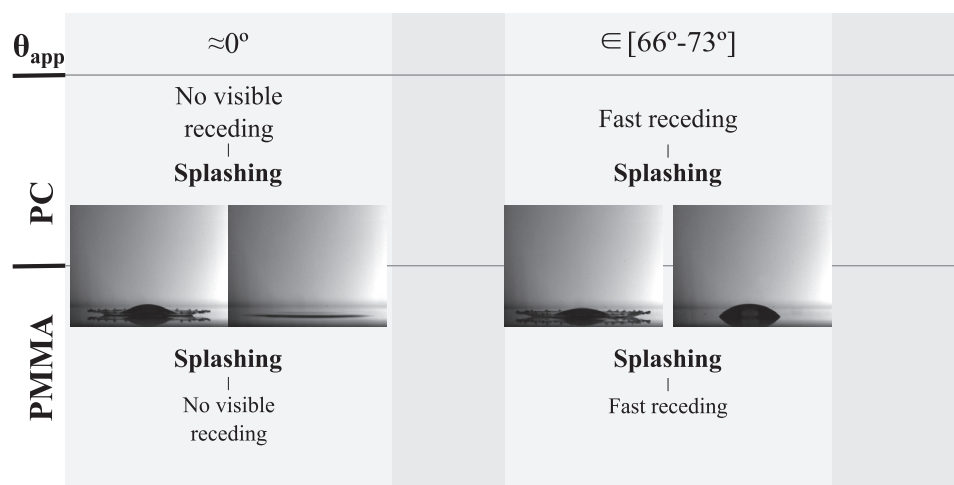 θapp
≈0º
∈ [66º-73º]
No visible
receding
Splashing
Fast receding
Splashing
PC
PMMA
Splashing
No visible
receding
Splashing
Fast receding